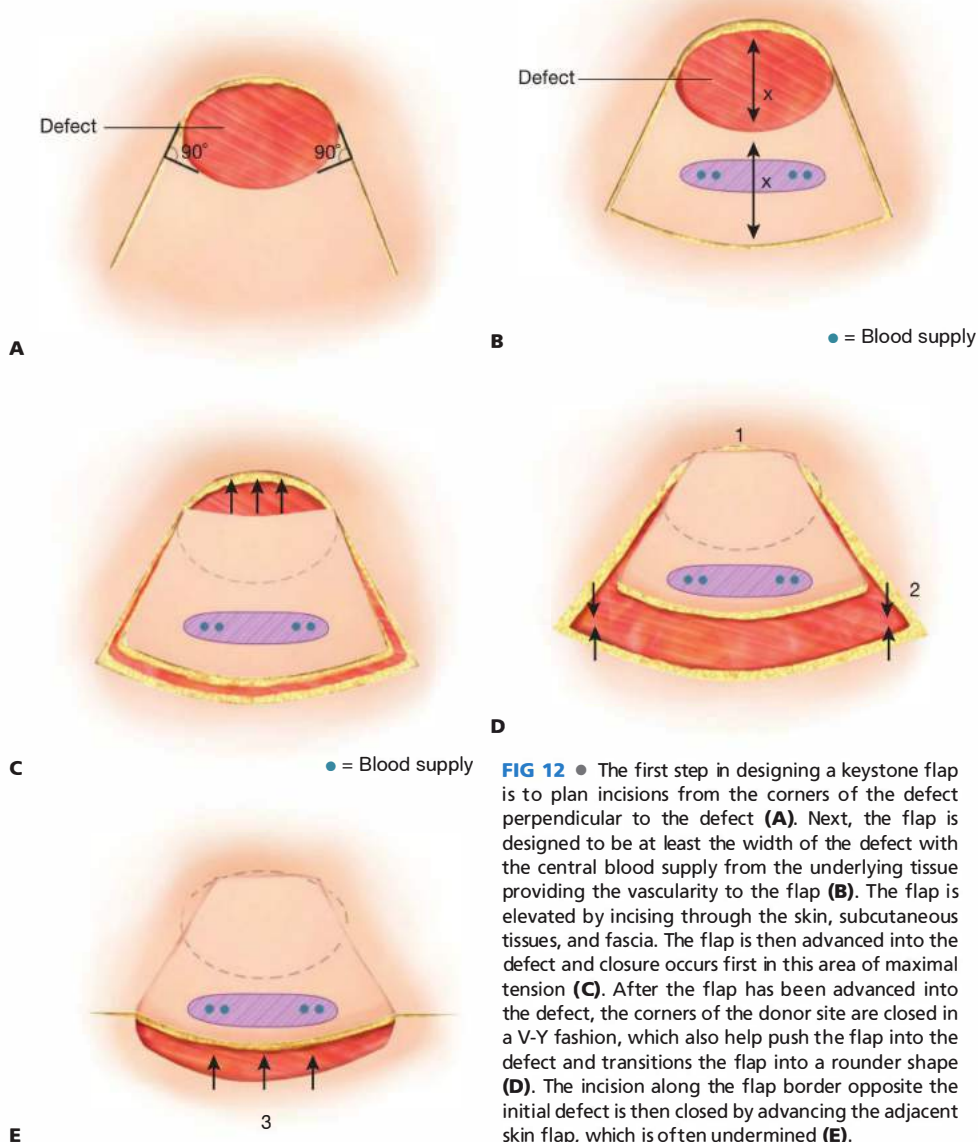 Defect
90°
90°
A
Defect
x
x
B
● = Blood supply
C
● = Blood supply
1
2
D
3
E
FIG 12 ● The first step in designing a keystone flap
is to plan incisions from the corners of the defect
perpendicular to the defect (A). Next, the flap is
designed to be at least the width of the defect with
the central blood supply from the underlying tissue
providing the vascularity to the flap (B). The flap is
elevated by incising through the skin, subcutaneous
tissues, and fascia. The flap is then advanced into the
defect and closure occurs first in this area of maximal
tension (C). After the flap has been advanced into
the defect, the corners of the donor site are closed in
a V-Y fashion, which also help push the flap into the
defect and transitions the flap into a rounder shape
(D). The incision along the flap border opposite the
initial defect is then closed by advancing the adjacent
skin flap, which is often undermined (E).